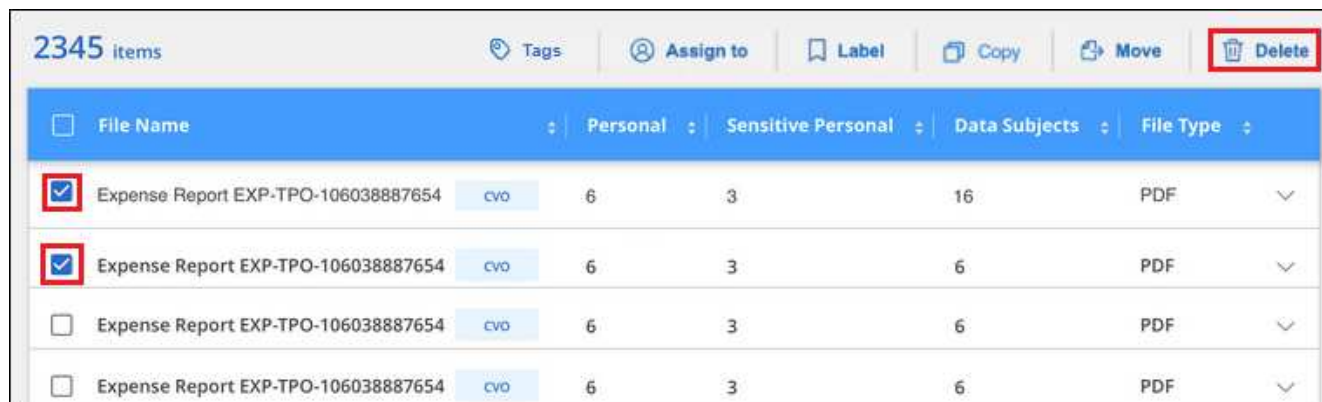 2345 items Tags Assign to Label Copy Move Delete
File Name Personal Sensitive Personal Data Subjects File Type
Expense Report EXP-TPO-106038887654 CVO 6 3 16 PDF
Expense Report EXP-TPO-106038887654 CVO 6 3 6 PDF
Expense Report EXP-TPO-106038887654 CVO 6 3 6 PDF
Expense Report EXP-TPO-106038887654 CVO 6 3 6 PDF